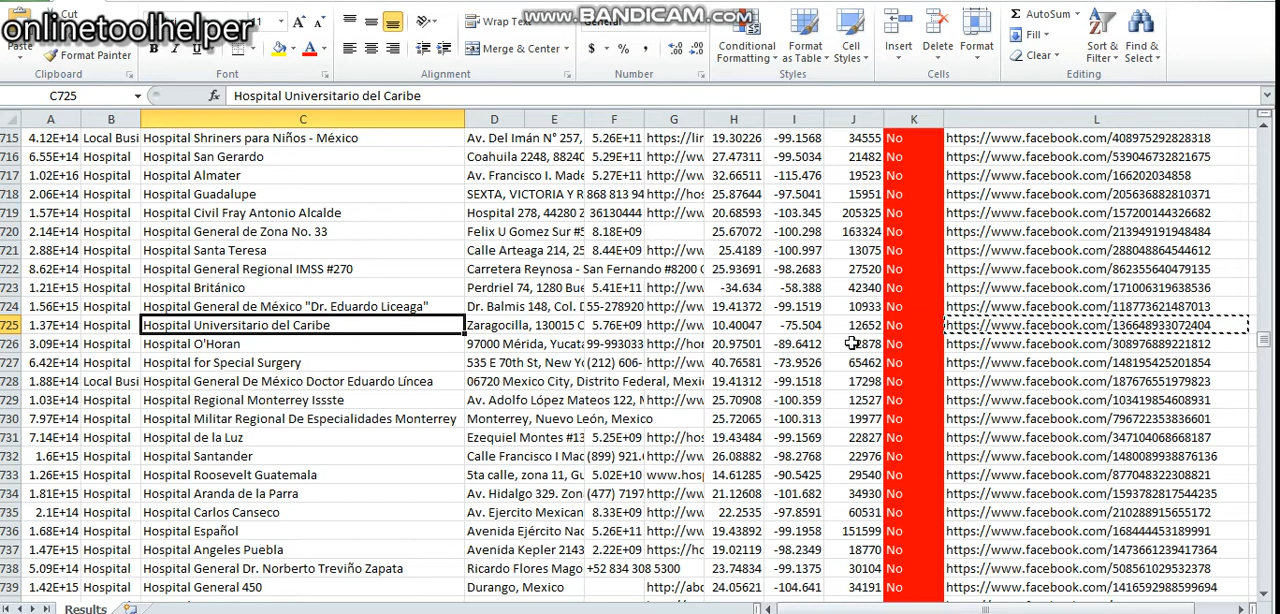 onlinetoolhelper
www.BANDICAM.com
Cut
Copy
Paste
Format Painter
Clipboard
B
Font
Wrap
Merge & Center
Alignment
General
$ % ,
Number
Conditional Formatting
Format as Table
Cell Styles
Styles
Insert
Delete
Format
Cells
AutoSum
Fill
Clear
Sort & Filter
Find & Select
Editing
C725 fx Hospital Universitario del Caribe
A B C D E F G H I J K L
715 4.12E+14 Local Busi Hospital Shriners para Niños - México Av. Del Imán N° 257, 5.26E+11 https://lin 19.30226 -99.1568 34555 No https://www.facebook.com/408975292828318
716 6.55E+14 Hospital Hospital San Gerardo Coahuila 2248, 88240 5.29E+11 http://ww 27.47311 -99.5034 21482 No https://www.facebook.com/539046732821675
717 1.02E+16 Hospital Hospital Almater Av. Francisco I. Made 5.27E+11 http://ww 32.66511 -115.476 19523 No https://www.facebook.com/166202034858
718 2.06E+14 Hospital Hospital Guadalupe SEXTA, VICTORIA Y R 868 813 94 http://hos 25.87644 -97.5041 15951 No https://www.facebook.com/205636882810371
719 1.57E+14 Hospital Hospital Civil Fray Antonio Alcalde Hospital 278, 44280 Z 36130444 http://ww 20.68593 -103.345 205325 No https://www.facebook.com/157200144326682
720 2.14E+14 Hospital Hospital General de Zona No. 33 Felix U Gomez Sur #5 8.18E+09 25.67072 -100.298 163324 No https://www.facebook.com/213949191948484
721 2.88E+14 Hospital Hospital Santa Teresa Calle Arteaga 214, 25 8.44E+09 http://ww 25.4189 -100.997 13075 No https://www.facebook.com/288048864544612
722 8.62E+14 Hospital Hospital General Regional IMSS #270 Carretera Reynosa - San Fernando #8200 C 25.93691 -98.2683 27520 No https://www.facebook.com/862355640479135
723 1.21E+15 Hospital Hospital Británico Perdriel 74, 1280 Bue 5.41E+11 http://ww -34.634 -58.388 42340 No https://www.facebook.com/171006319638536
724 1.56E+15 Hospital Hospital General de México "Dr. Eduardo Liceaga" Dr. Balmis 148, Col. D 55-278920 http://ww 19.41372 -99.1519 10933 No https://www.facebook.com/118773621487013
725 1.37E+14 Hospital Hospital Universitario del Caribe Zaragocilla, 130015 C 5.76E+09 http://ww 10.40047 -75.504 12652 No https://www.facebook.com/136648933072404
726 3.09E+14 Hospital Hospital O'Horan 97000 Mérida, Yucata 99-993033 http://hor 20.97501 -89.6412 2878 No https://www.facebook.com/308976889221812
727 6.42E+14 Hospital Hospital for Special Surgery 535 E 70th St, New Y (212) 606- http://ww 40.76581 -73.9526 65462 No https://www.facebook.com/148195425201854
728 1.88E+14 Local Busi Hospital General De México Doctor Eduardo Líncea 06720 Mexico City, Distrito Federal, Mexic 19.41312 -99.1518 17298 No https://www.facebook.com/187676551979823
729 1.03E+14 Hospital Hospital Regional Monterrey Issste Av. Adolfo López Mateos 122, M http://ww 25.7189 -100.359 12527 No https://www.facebook.com/103419854608931
730 7.97E+14 Hospital Hospital Militar Regional De Especialidades Monterrey Monterrey, Nuevo León, Mexico 25.72065 -100.313 19977 No https://www.facebook.com/796722353836601
731 7.14E+14 Hospital Hospital de la Luz Ezequiel Montes #13 5.25E+09 http://hos 19.43484 -99.1569 22827 No https://www.facebook.com/347104068668187
732 1.6E+15 Hospital Hospital Santander Calle Francisco I Mad (899) 921. http://ww 26.08882 -98.2768 22976 No https://www.facebook.com/1480089938876136
733 1.26E+15 Hospital Hospital Roosevelt Guatemala 5ta calle, zona 11, Gu 5.02E+10 www.hosp 14.61285 -90.5425 29540 No https://www.facebook.com/877048322308821
734 1.81E+15 Hospital Hospital Aranda de la Parra Av. Hidalgo 329. Zon (477) 7197 http://ww 21.12608 -101.682 34930 No https://www.facebook.com/1593782817544235
735 2.1E+14 Hospital Hospital Carlos Canseco Av. Ejercito Mexican 8.33E+09 http://ww 22.2535 -97.8591 60531 No https://www.facebook.com/210288915655172
736 1.68E+14 Hospital Hospital Español Avenida Ejército Nac 5.26E+11 http://ww 19.43892 -99.1958 151599 No https://www.facebook.com/168444453189991
737 1.47E+15 Hospital Hospital Angeles Puebla Avenida Kepler 2143 2.22E+09 https://ho 19.02119 -98.2349 18770 No https://www.facebook.com/1473661239417364
738 5.09E+14 Hospital Hospital General Dr. Norberto Treviño Zapata Ricardo Flores Mago +52 834 308 5300 23.74834 -99.1359 30104 No https://www.facebook.com/508561029532378
739 1.42E+15 Hospital Hospital General 450 Durango, Mexico http://abo 24.05621 -104.641 34191 No https://www.facebook.com/1416592988599694
Results